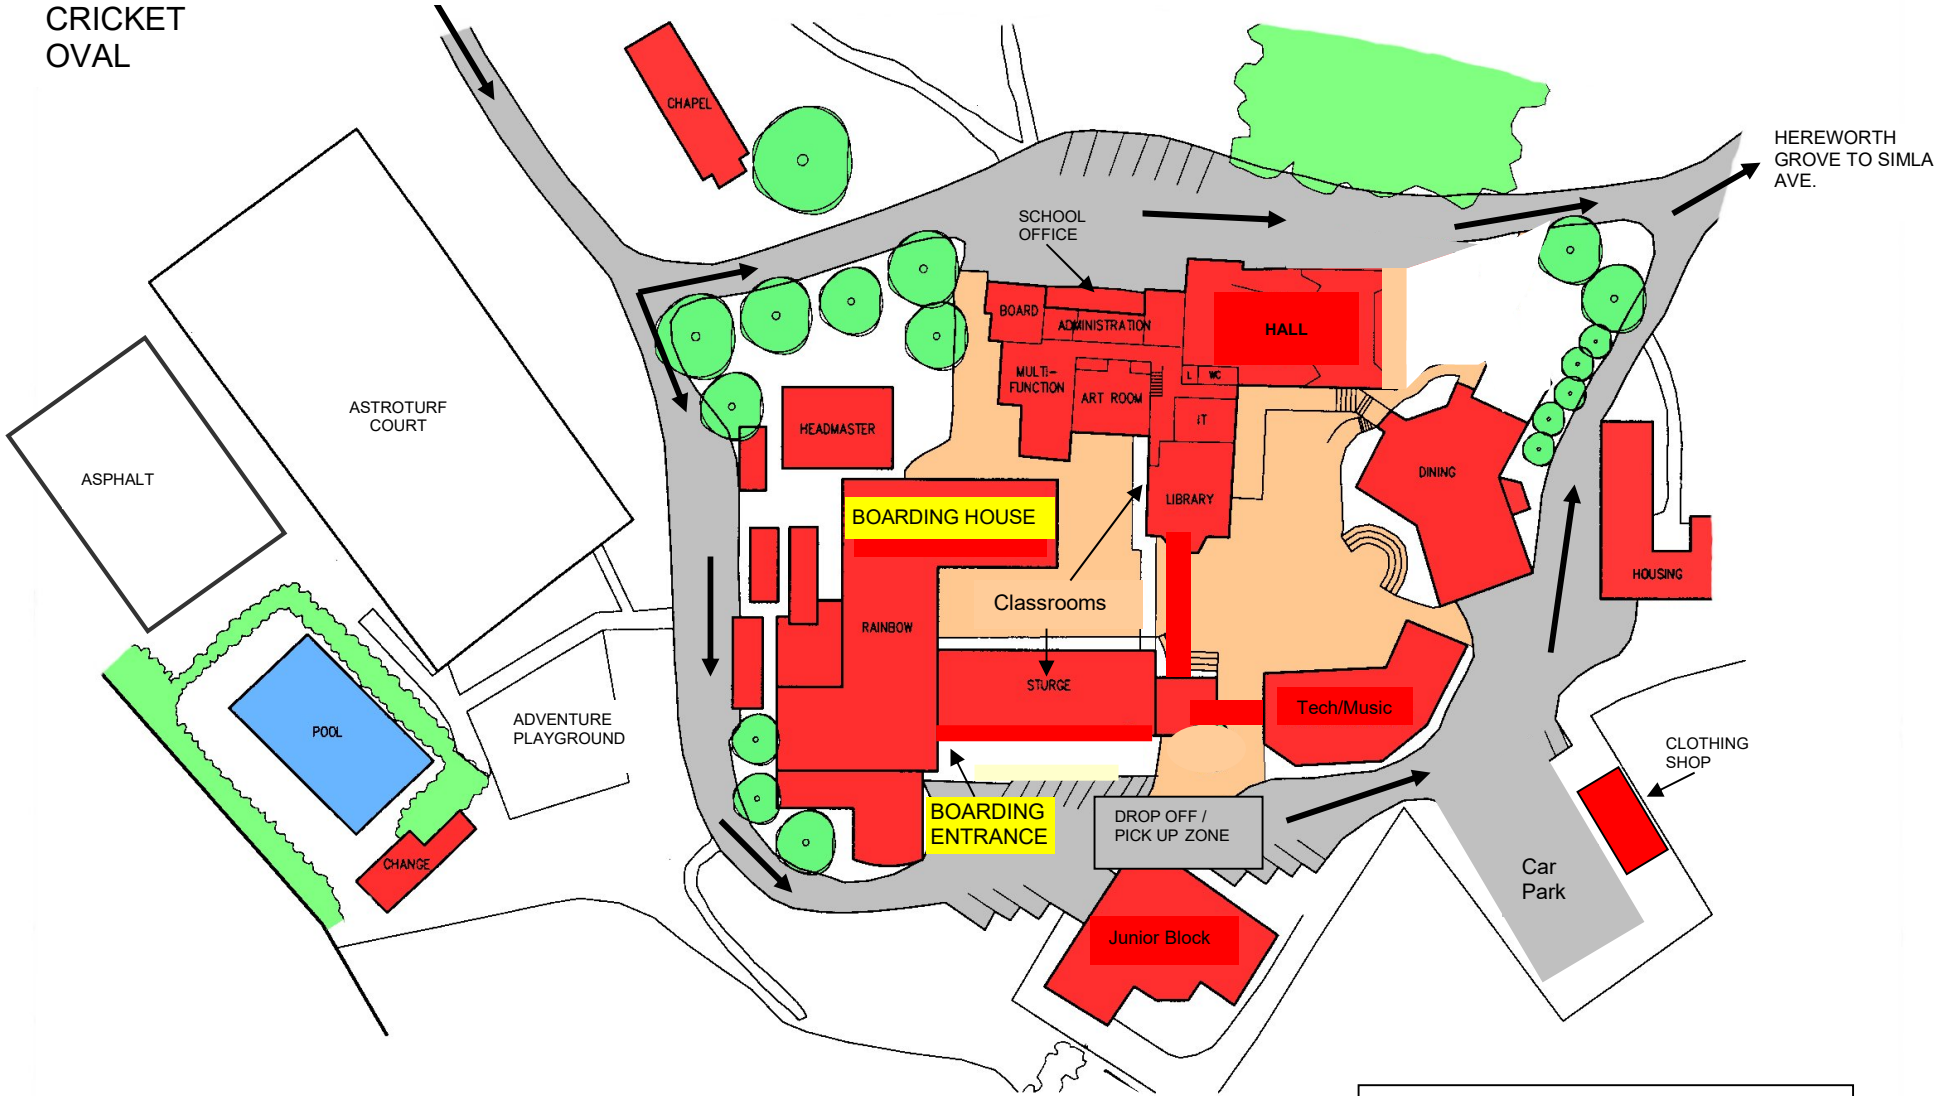 CRICKET
OVAL
CHAPEL
HEREWORTH
GROVE TO SIMLA
AVE.
SCHOOL
OFFICE
BOARD
ADMINISTRATION
HALL
MULTI-
FUNCTION
ART ROOM
L
WC
IT
ASTROTURF
COURT
HEADMASTER
ASPHALT
DINING
LIBRARY
BOARDING HOUSE
HOUSING
Classrooms
RAINBOW
STURGE
Tech/Music
POOL
ADVENTURE
PLAYGROUND
CLOTHING
SHOP
BOARDING
ENTRANCE
DROP OFF /
PICK UP ZONE
CHANGE
Car
Park
Junior Block